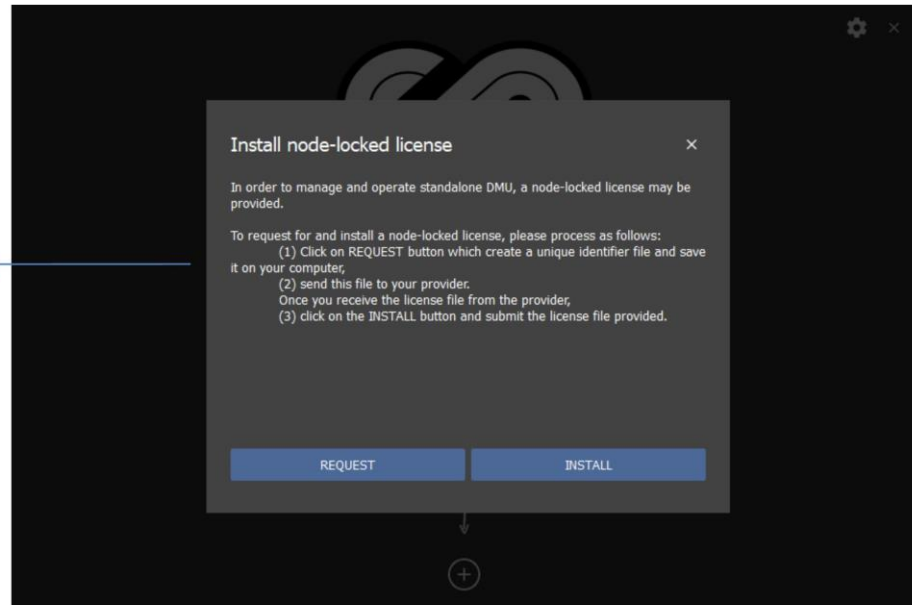 Install node-locked license
In order to manage and operate standalone DMU, a node-locked license may be
provided.
To request for and install a node-locked license, please process as follows:
(1) Click on REQUEST button which create a unique identifier file and save
it on your computer,
(2) send this file to your provider.
Once you receive the license file from the provider,
(3) click on the INSTALL button and submit the license file provided.
REQUEST
INSTALL